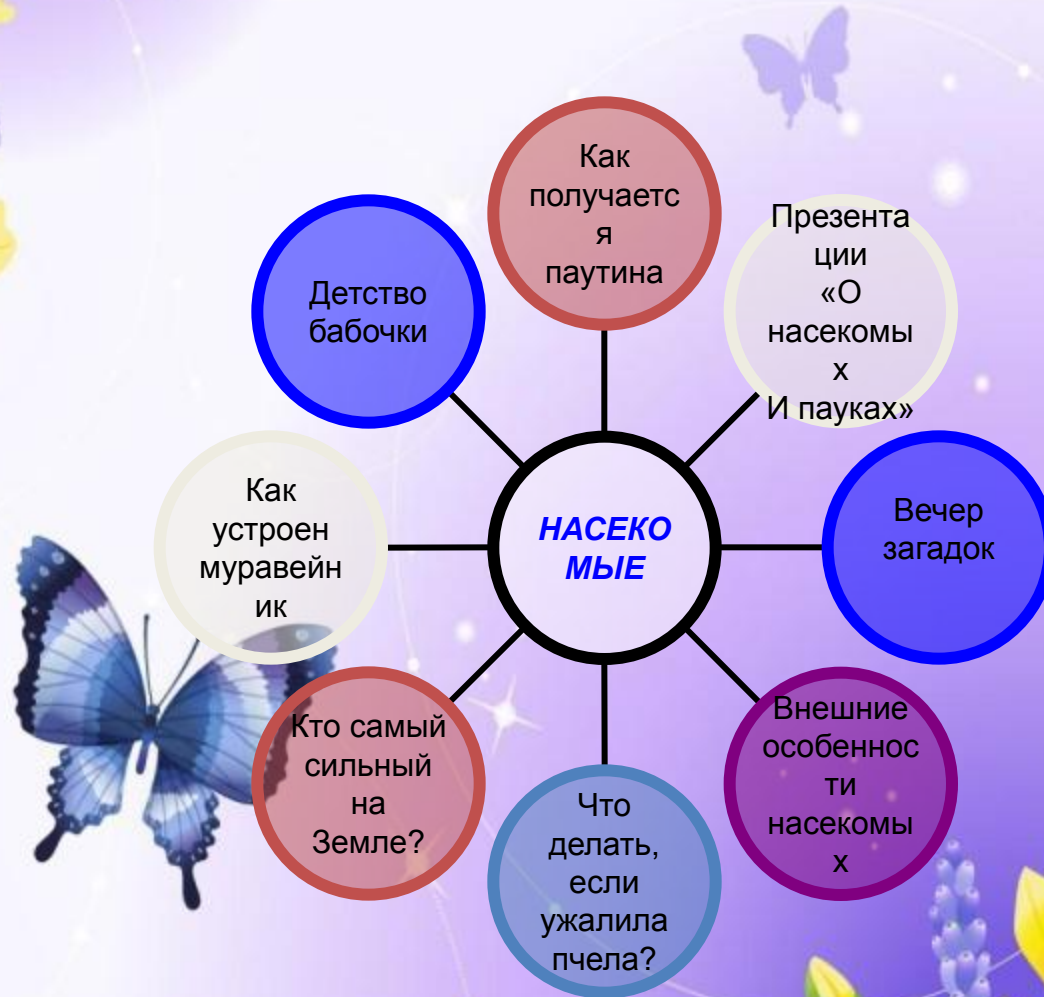 Как
получаетс
я
паутина
Презента
ции
«О
насекомы
х
И пауках»
Вечер
загадок
Внешние
особеннос
ти
насекомы
х
Что
делать,
если
ужалила
пчела?
Кто самый
сильный
на
Земле?
Как
устроен
муравейн
ик
Детство
бабочки
НАСЕКО
МЫЕ